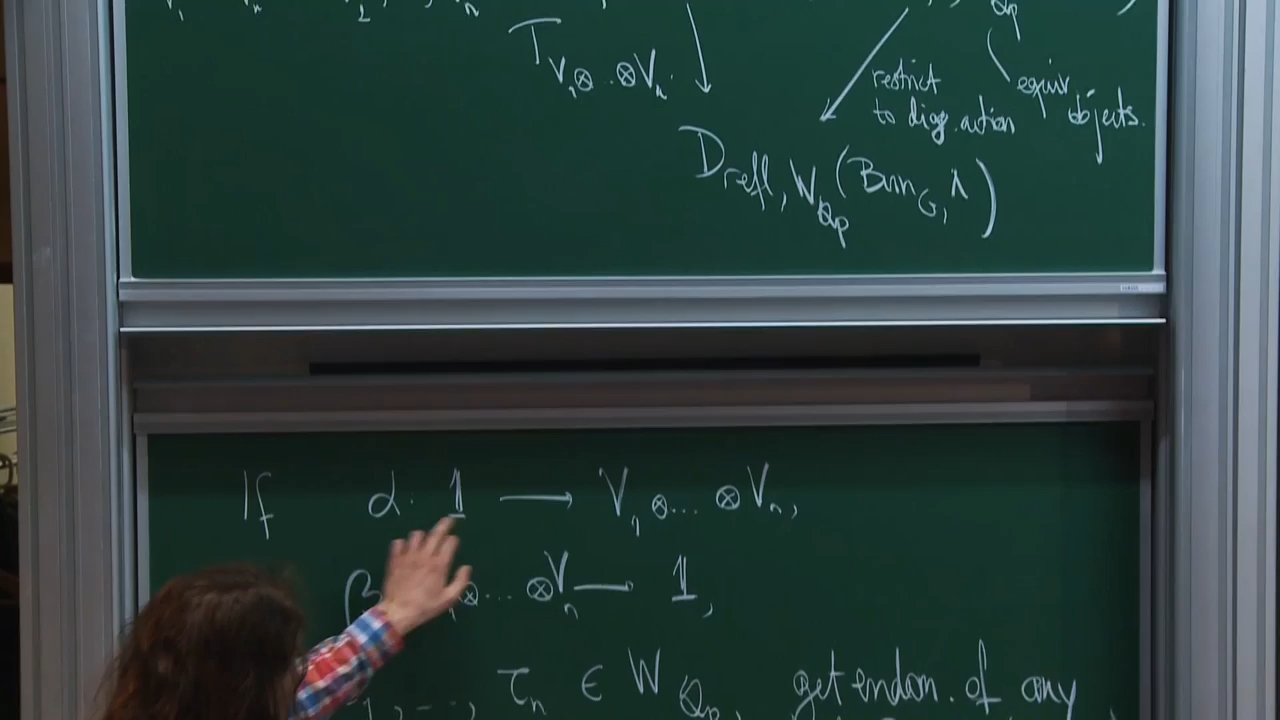 T_{V_1 ⊗ ... ⊗ V_n}
restrict
to diag. action
equiv
objects.
D_{refl, W_{Q_p}} (Bun_G, Λ)
If α: 𝟙 → V_1 ⊗ ... ⊗ V_n,
β ⊗ ... ⊗ V_n → 𝟙,
τ_n ∈ W_{Q_p}, get endom. of any